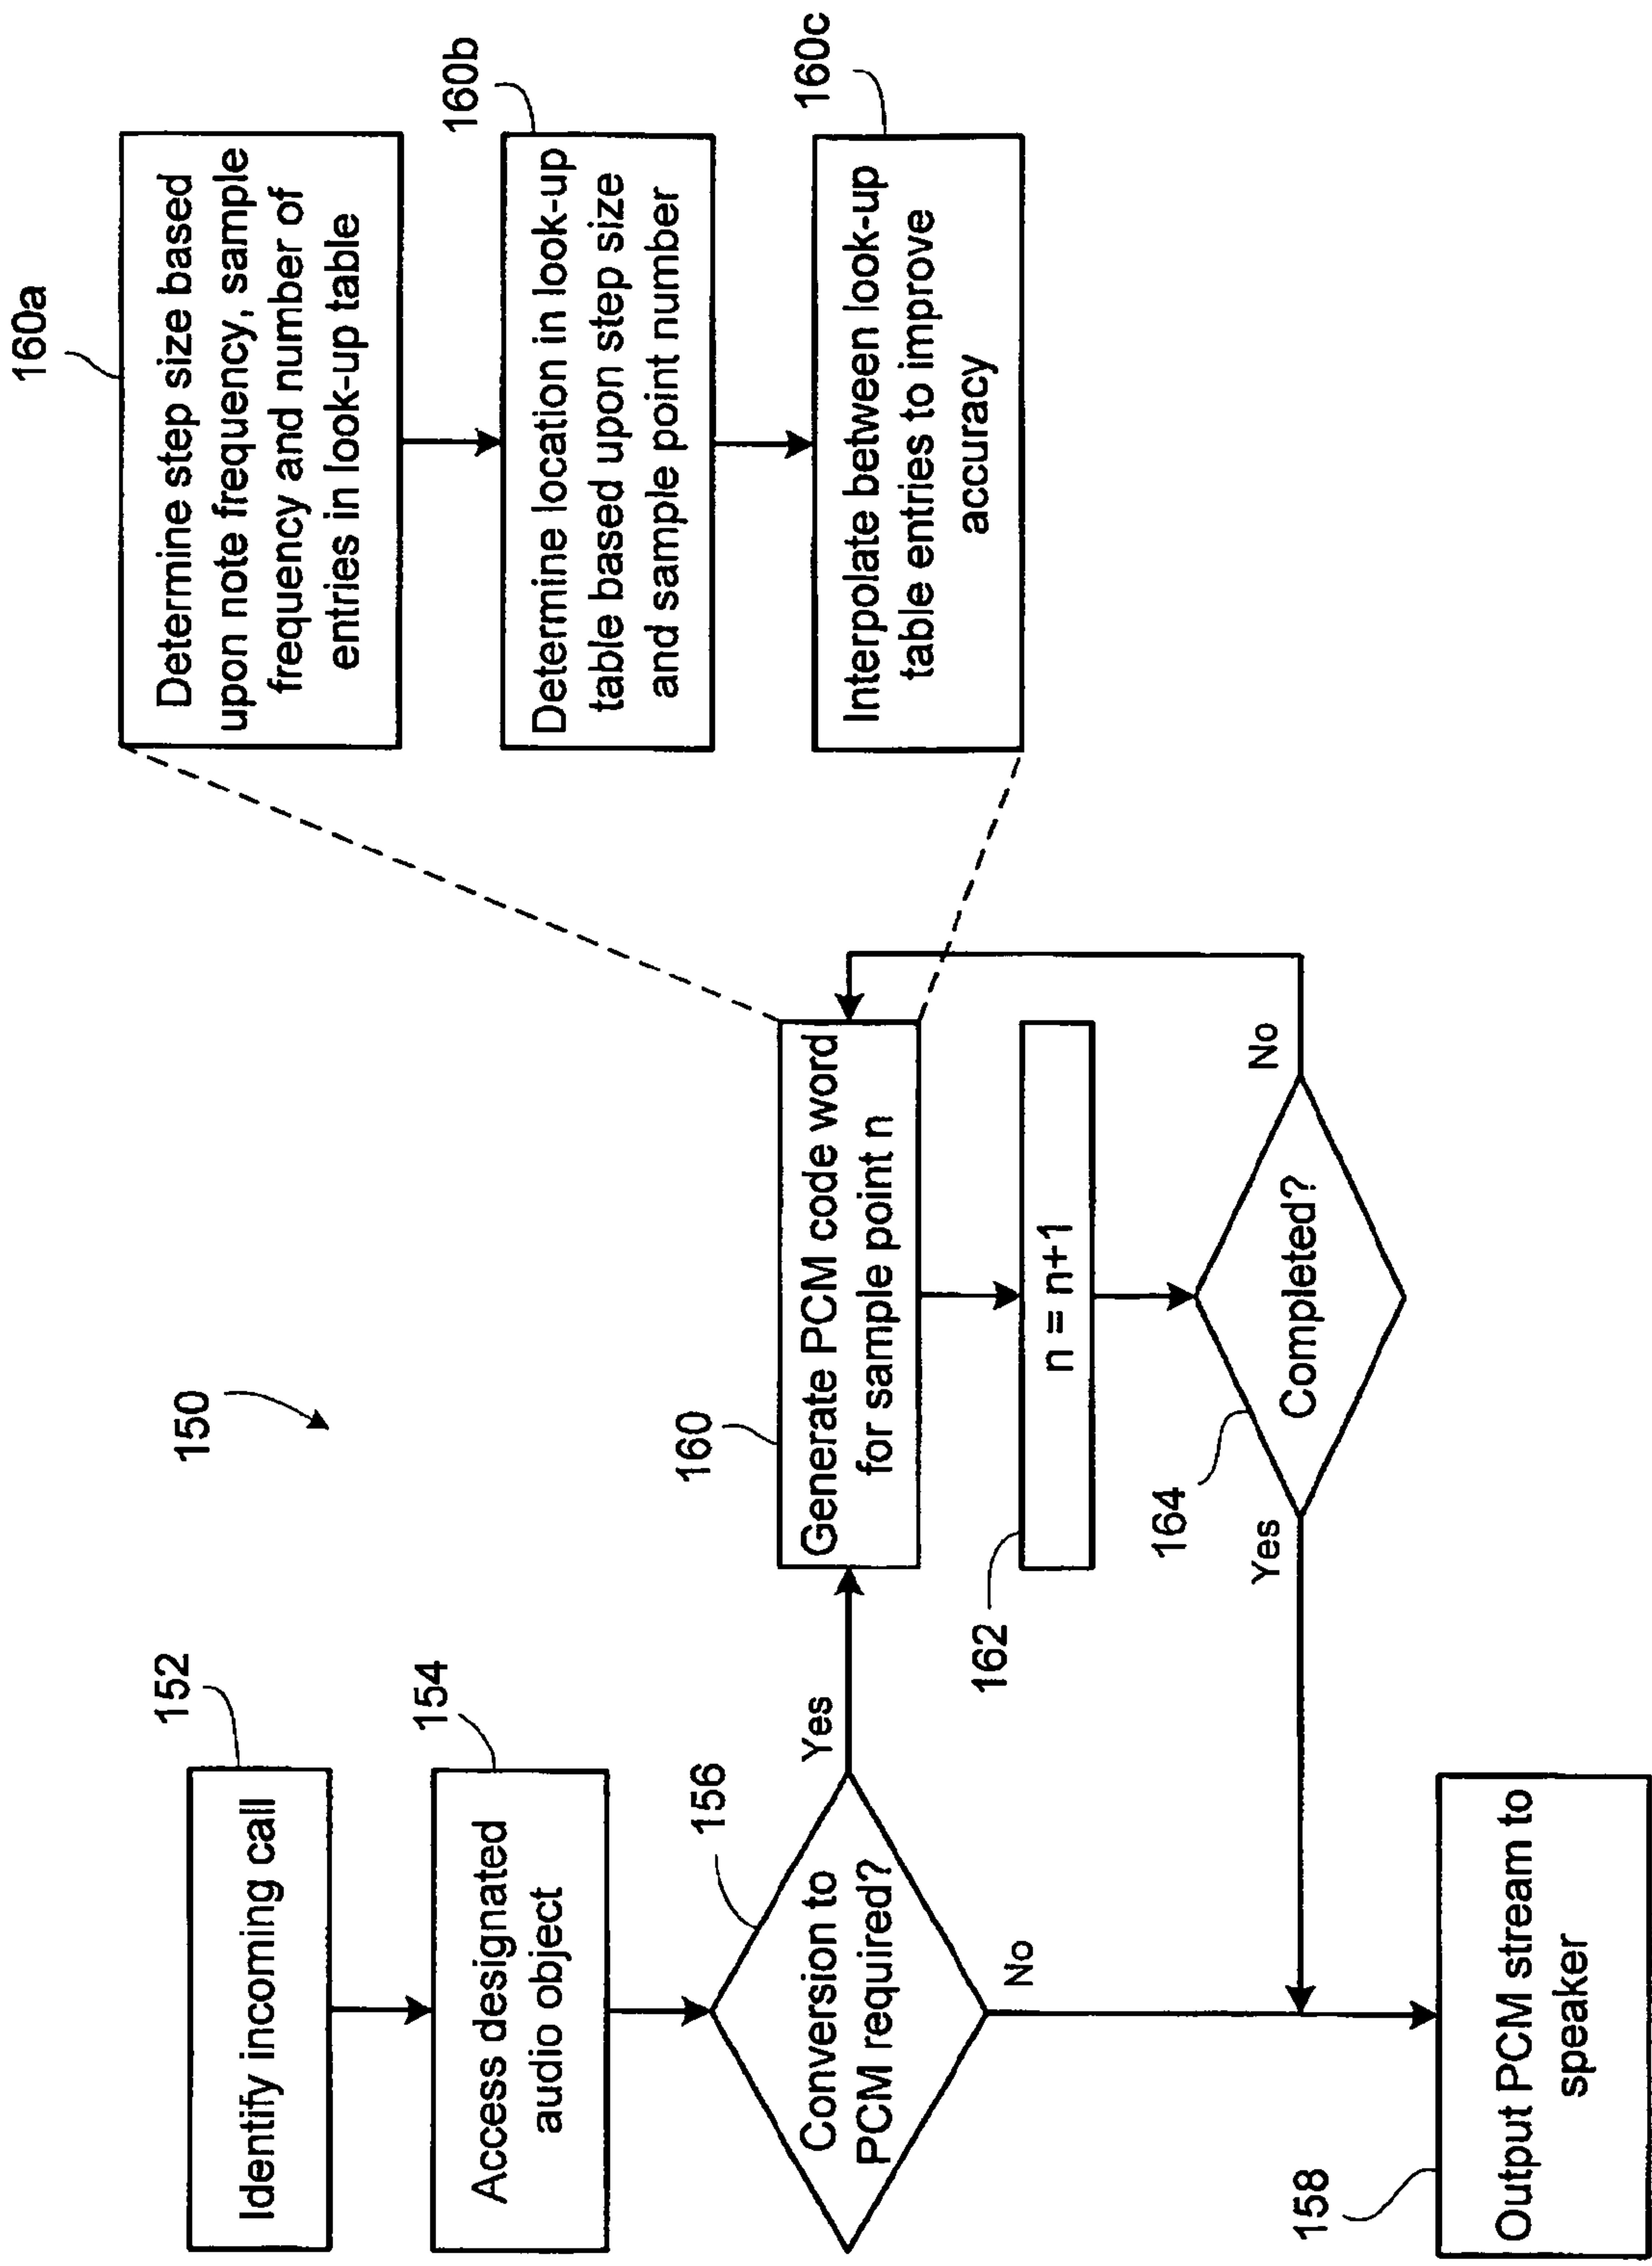 150
152
Identify incoming call
154
Access designated
audio object
156
Conversion to
PCM required?
Yes
No
158
Output PCM stream to
speaker
160
Generate PCM code word
for sample point n
162
n = n+1
164
Completed?
Yes
No
160a
Determine step size based
upon note frequency, sample
frequency and number of
entries in look-up table
160b
Determine location in look-up
table based upon step size
and sample point number
160c
Interpolate between look-up
table entries to improve
accuracy